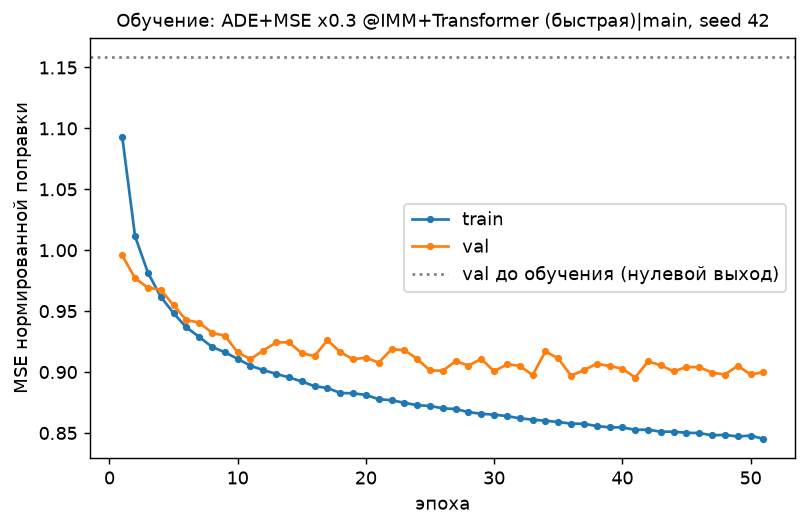 Обучение: ADE+MSE x0.3 @IMM+Transformer (быстрая)|main, seed 42
MSE нормированной поправки
1.15
1.10
1.05
1.00
0.95
0.90
0.85
train
val
val до обучения (нулевой выход)
0
10
20
30
40
50
эпоха